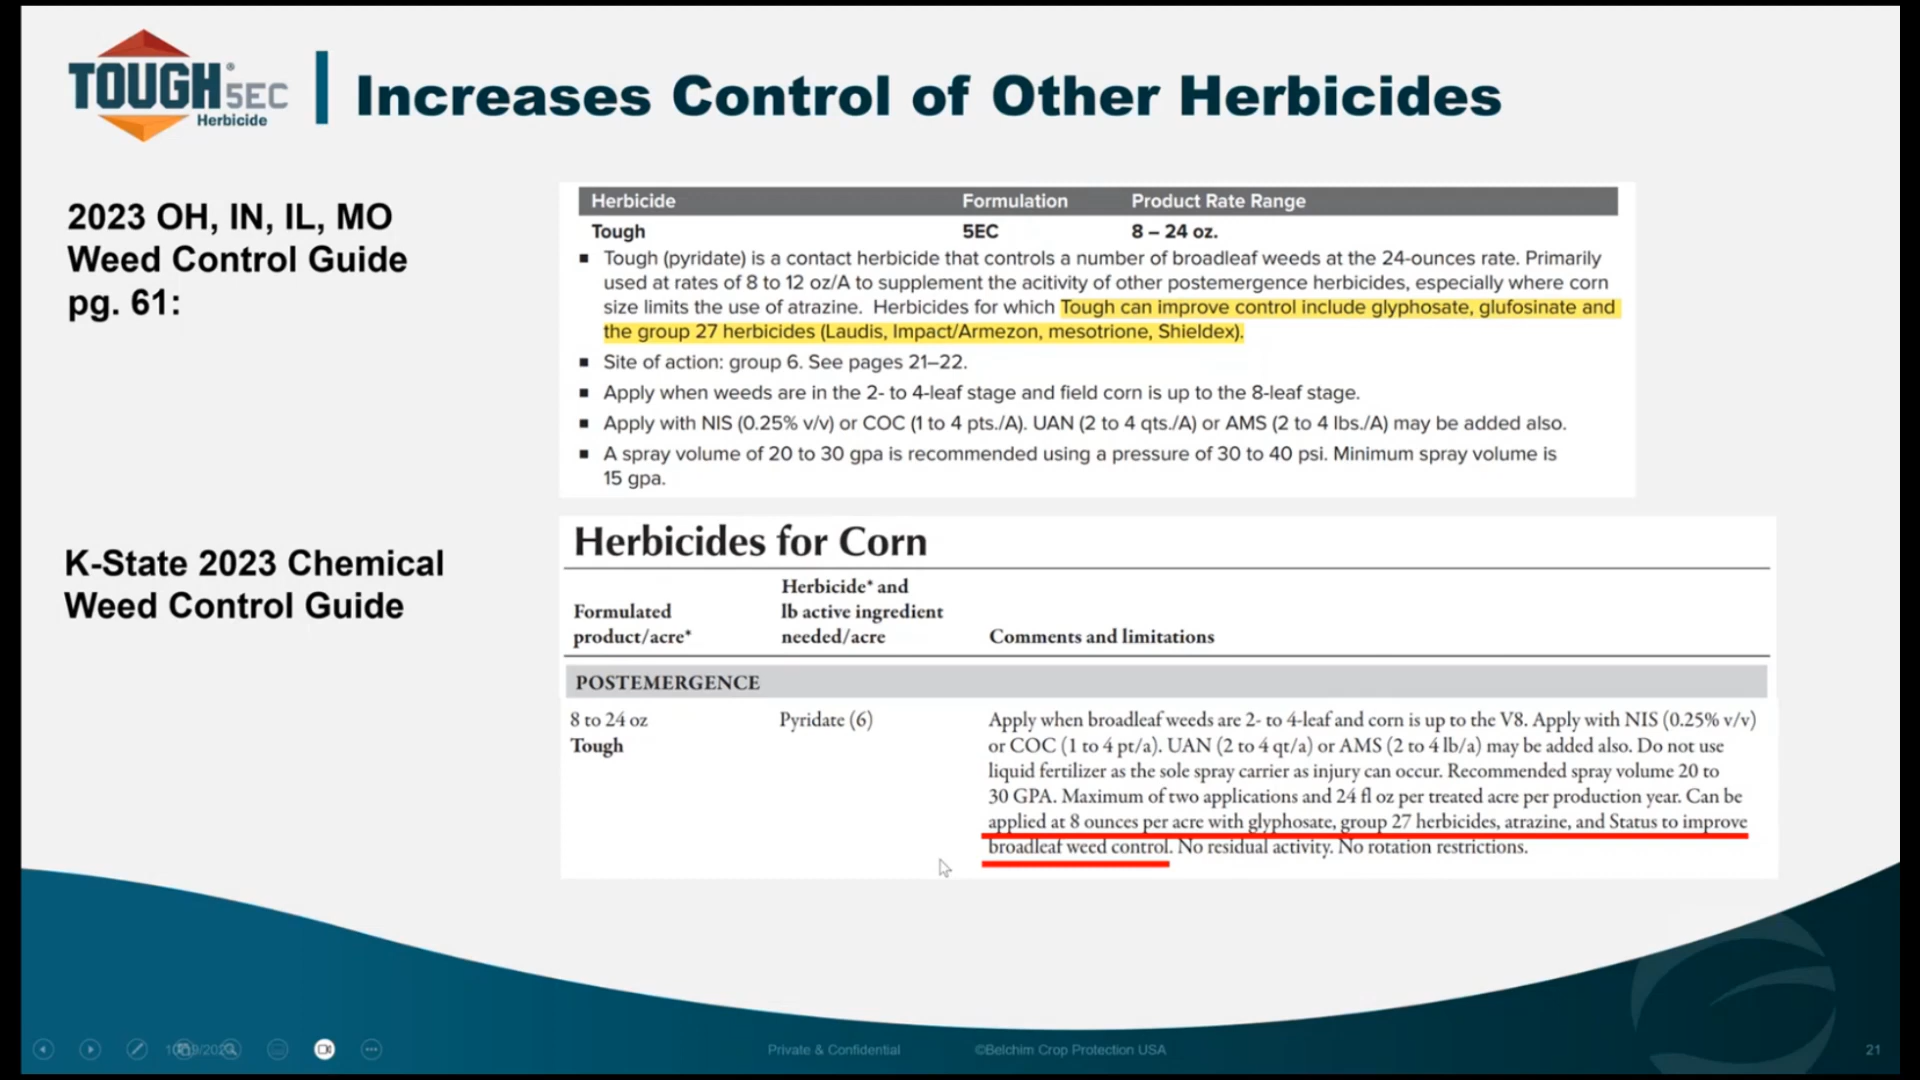 TOUGH® 5EC
Herbicide
Increases Control of Other Herbicides
2023 OH, IN, IL, MO
Weed Control Guide
pg. 61:
Herbicide Formulation Product Rate Range
Tough 5EC 8 – 24 oz.
▪ Tough (pyridate) is a contact herbicide that controls a number of broadleaf weeds at the 24-ounces rate. Primarily
used at rates of 8 to 12 oz/A to supplement the acitivity of other postemergence herbicides, especially where corn
size limits the use of atrazine. Herbicides for which Tough can improve control include glyphosate, glufosinate and
the group 27 herbicides (Laudis, Impact/Armezon, mesotrione, Shieldex).
▪ Site of action: group 6. See pages 21–22.
▪ Apply when weeds are in the 2- to 4-leaf stage and field corn is up to the 8-leaf stage.
▪ Apply with NIS (0.25% v/v) or COC (1 to 4 pts./A). UAN (2 to 4 qts./A) or AMS (2 to 4 lbs./A) may be added also.
▪ A spray volume of 20 to 30 gpa is recommended using a pressure of 30 to 40 psi. Minimum spray volume is
15 gpa.
K-State 2023 Chemical
Weed Control Guide
Herbicides for Corn
Formulated
product/acre*
Herbicide* and
lb active ingredient
needed/acre
Comments and limitations
POSTEMERGENCE
8 to 24 oz
Tough
Pyridate (6)
Apply when broadleaf weeds are 2- to 4-leaf and corn is up to the V8. Apply with NIS (0.25% v/v)
or COC (1 to 4 pt/a). UAN (2 to 4 qt/a) or AMS (2 to 4 lb/a) may be added also. Do not use
liquid fertilizer as the sole spray carrier as injury can occur. Recommended spray volume 20 to
30 GPA. Maximum of two applications and 24 fl oz per treated acre per production year. Can be
applied at 8 ounces per acre with glyphosate, group 27 herbicides, atrazine, and Status to improve
broadleaf weed control. No residual activity. No rotation restrictions.
Private & Confidential
©Belchim Crop Protection USA
21